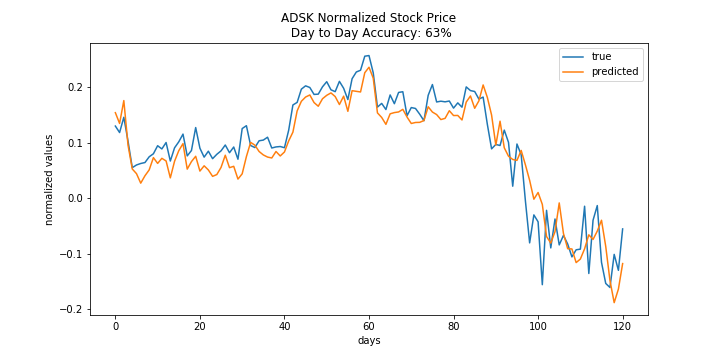 ADSK Normalized Stock Price
Day to Day Accuracy: 63%
true
predicted
normalized values
0.2
0.1
0.0
−0.1
−0.2
0 20 40 60 80 100 120
days